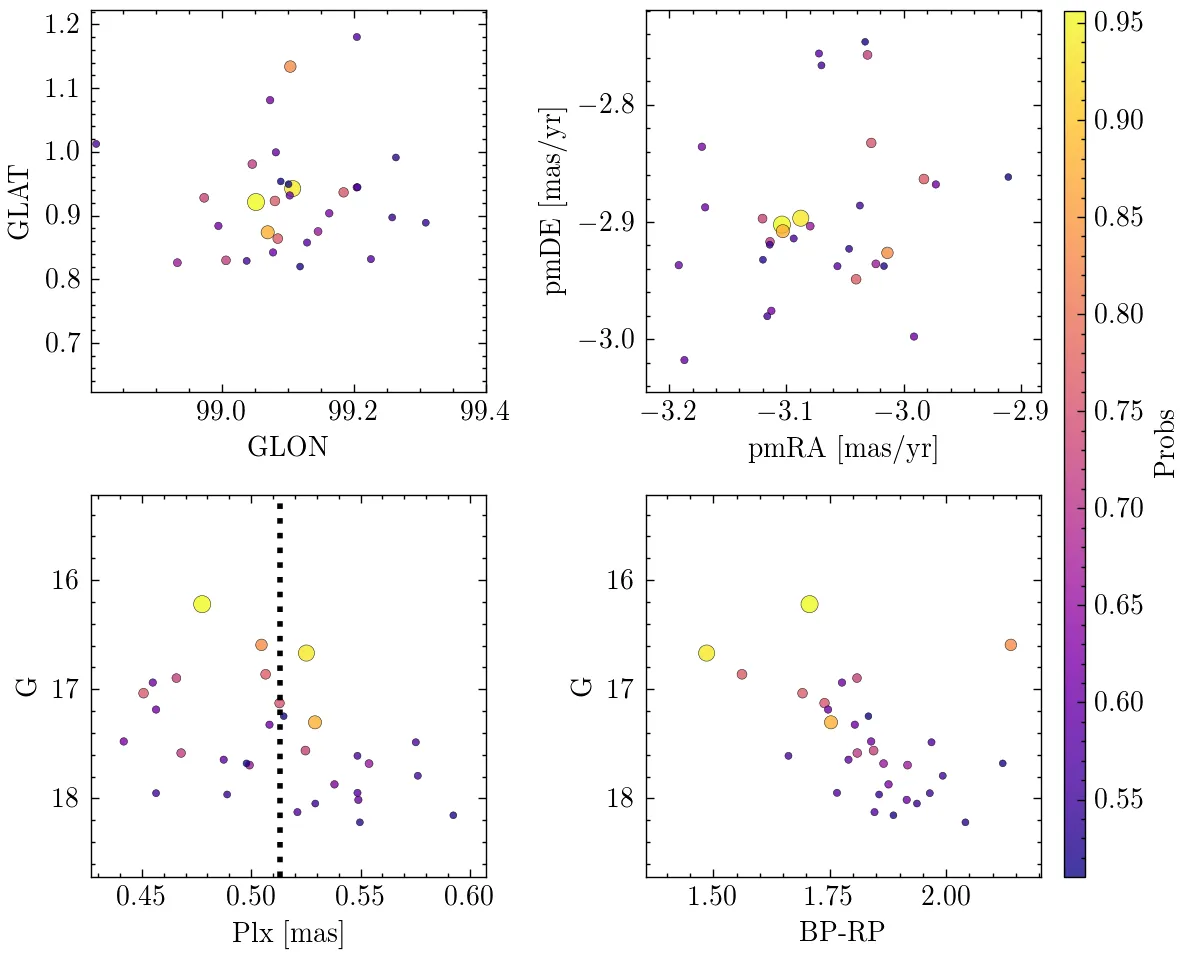 1.2
1.1
1.0
0.9
0.8
0.7
GLAT
99.0 99.2 99.4
GLON
−2.8
−2.9
−3.0
pmDE [mas/yr]
−3.2 −3.1 −3.0 −2.9
pmRA [mas/yr]
16
17
18
G
0.45 0.50 0.55 0.60
Plx [mas]
16
17
18
G
1.50 1.75 2.00
BP-RP
0.95
0.90
0.85
0.80
0.75
0.70
0.65
0.60
0.55
Probs